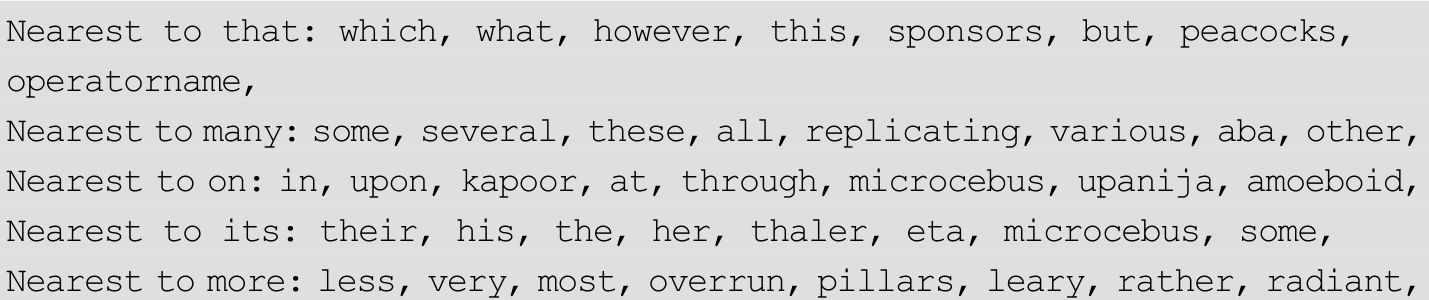 Nearest to that: which, what, however, this, sponsors, but, peacocks,
operatorname,
Nearest to many: some, several, these, all, replicating, various, aba, other,
Nearest to on: in, upon, kapoor, at, through, microcebus, upanija, amoeboid,
Nearest to its: their, his, the, her, thaler, eta, microcebus, some,
Nearest to more: less, very, most, overrun, pillars, leary, rather, radiant,